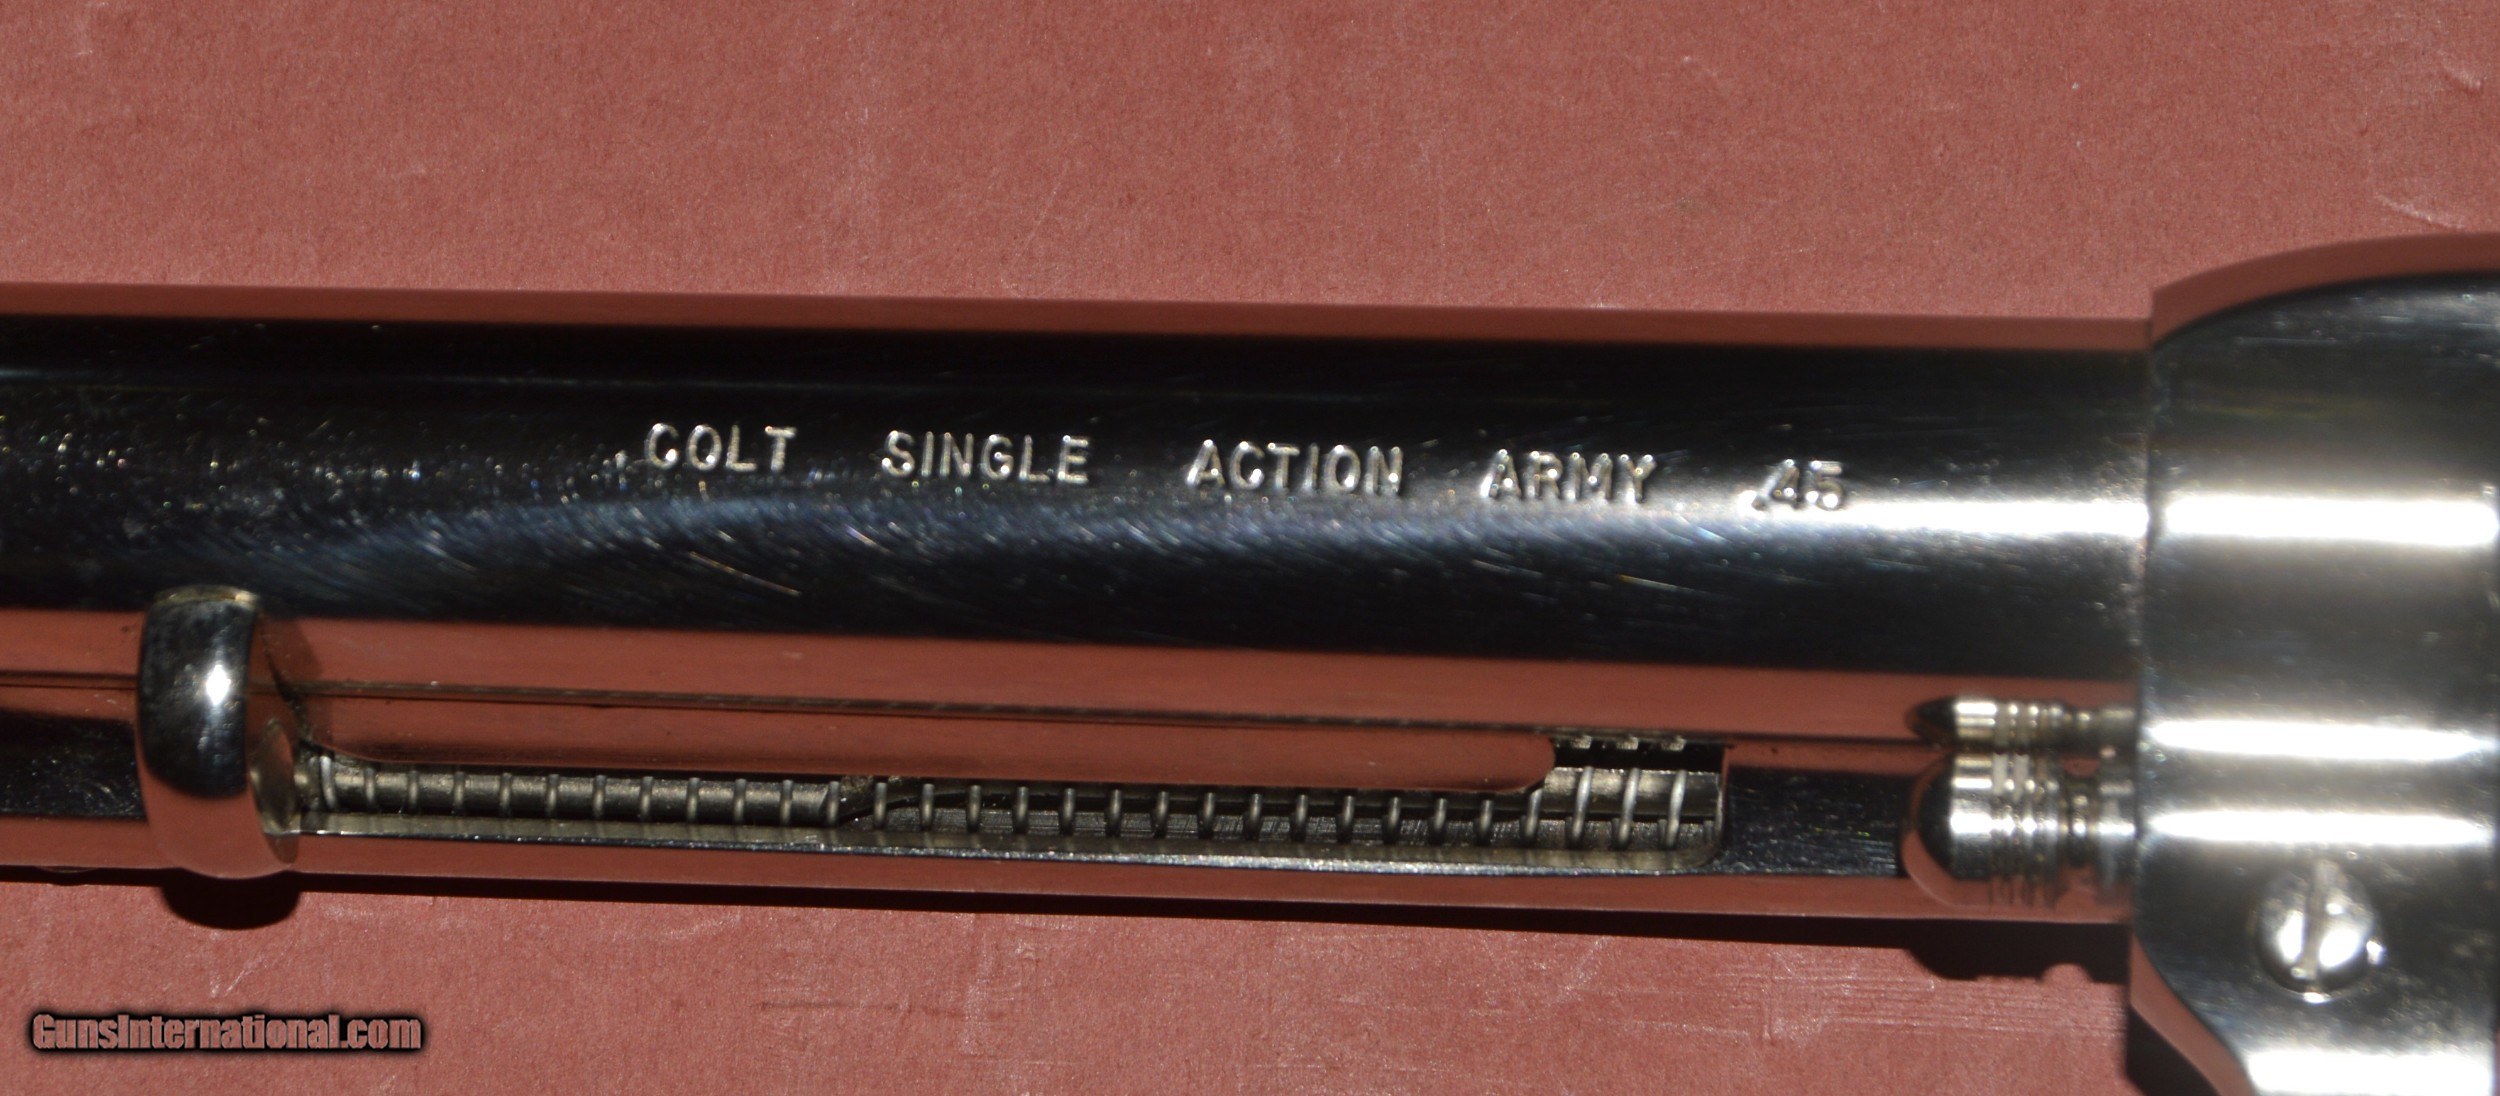 COLT SINGLE ACTION ARMY .45
GunsInternational.com